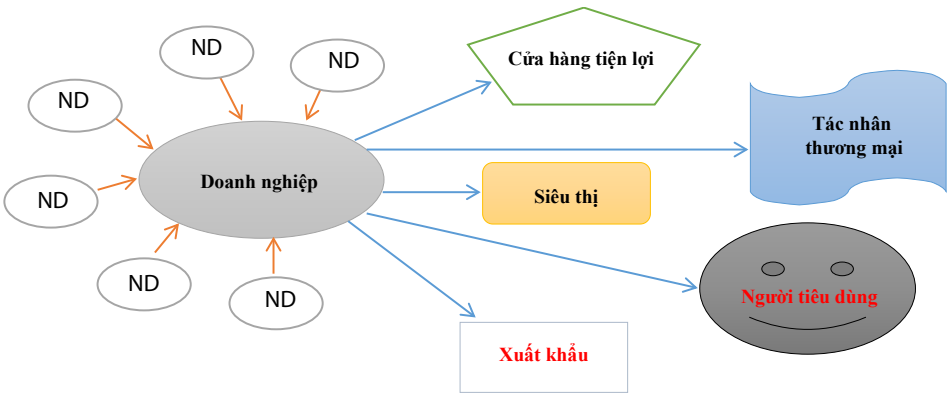 ND
ND
Cửa hàng tiện lợi
ND
Tác nhân
thương mại
Doanh nghiệp
ND
Siêu thị
ND
ND
Người tiêu dùng
Xuất khẩu
ND